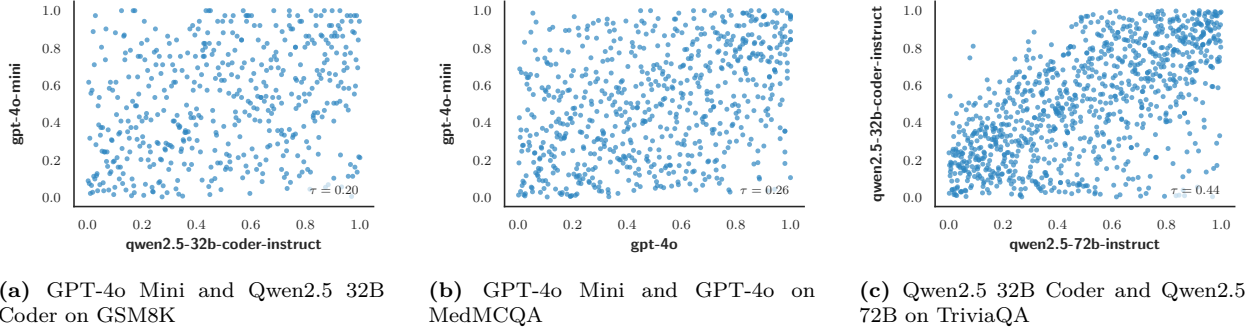 1.0
0.8
0.6
0.4
0.2
0.0
gpt-4o-mini
τ = 0.20
0.0 0.2 0.4 0.6 0.8 1.0
qwen2.5-32b-coder-instruct
(a) GPT-4o Mini and Qwen2.5 32B
Coder on GSM8K
1.0
0.8
0.6
0.4
0.2
0.0
gpt-4o-mini
τ = 0.26
0.0 0.2 0.4 0.6 0.8 1.0
gpt-4o
(b) GPT-4o Mini and GPT-4o on
MedMCQA
1.0
0.8
0.6
0.4
0.2
0.0
qwen2.5-32b-coder-instruct
τ = 0.44
0.0 0.2 0.4 0.6 0.8 1.0
qwen2.5-72b-instruct
(c) Qwen2.5 32B Coder and Qwen2.5
72B on TriviaQA